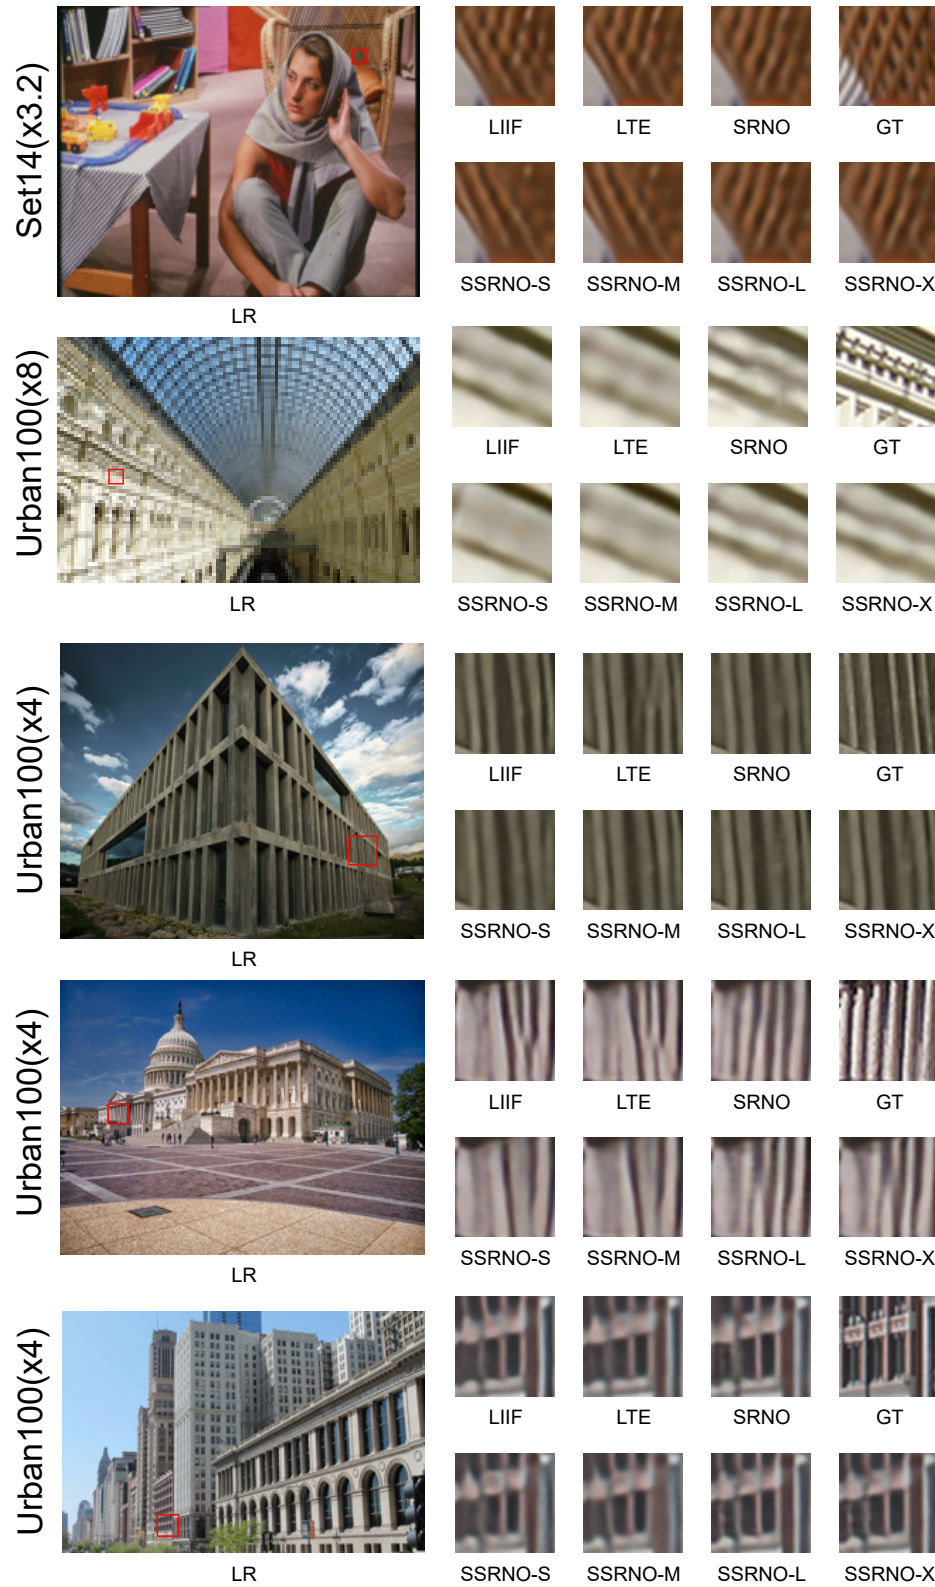 Set14(x3.2)
LIIF LTE SRNO GT
SSRNO-S SSRNO-M SSRNO-L SSRNO-X
LR
Urban100(x8)
LIIF LTE SRNO GT
SSRNO-S SSRNO-M SSRNO-L SSRNO-X
LR
Urban100(x4)
LIIF LTE SRNO GT
SSRNO-S SSRNO-M SSRNO-L SSRNO-X
LR
Urban100(x4)
LIIF LTE SRNO GT
SSRNO-S SSRNO-M SSRNO-L SSRNO-X
LR
Urban100(x4)
LIIF LTE SRNO GT
SSRNO-S SSRNO-M SSRNO-L SSRNO-X
LR